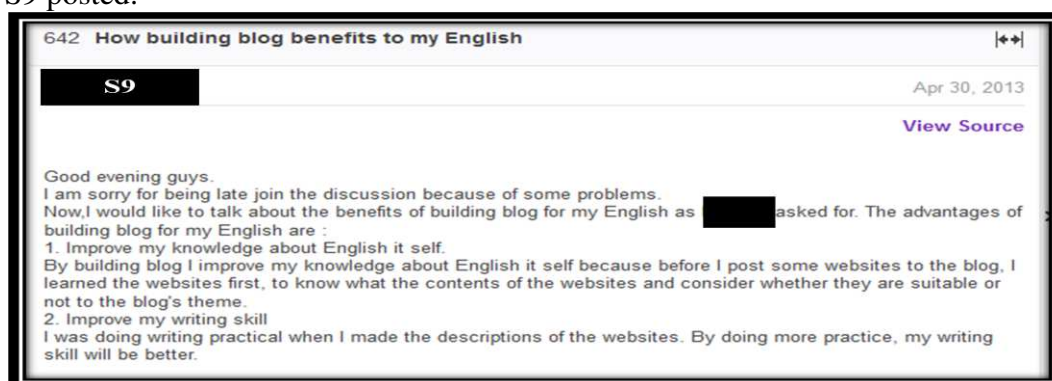 S9 posted:
642 How building blog benefits to my English
S9
Apr 30, 2013
View Source
Good evening guys.
I am sorry for being late join the discussion because of some problems.
Now,I would like to talk about the benefits of building blog for my English as asked for. The advantages of
building blog for my English are :
1. Improve my knowledge about English it self.
By building blog I improve my knowledge about English it self because before I post some websites to the blog, I
learned the websites first, to know what the contents of the websites and consider whether they are suitable or
not to the blog's theme.
2. Improve my writing skill
I was doing writing practical when I made the descriptions of the websites. By doing more practice, my writing
skill will be better.